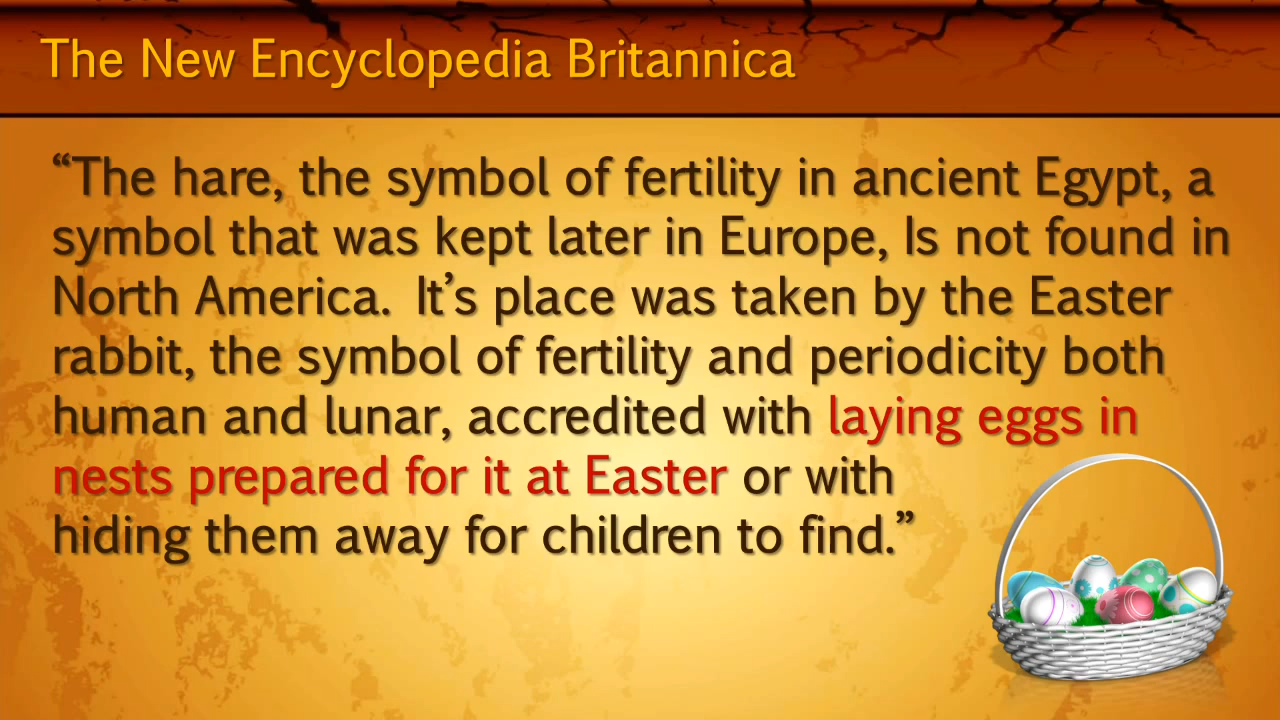 The New Encyclopedia Britannica
“The hare, the symbol of fertility in ancient Egypt, a
symbol that was kept later in Europe, Is not found in
North America.  It’s place was taken by the Easter
rabbit, the symbol of fertility and periodicity both
human and lunar, accredited with laying eggs in
nests prepared for it at Easter or with
hiding them away for children to find.”